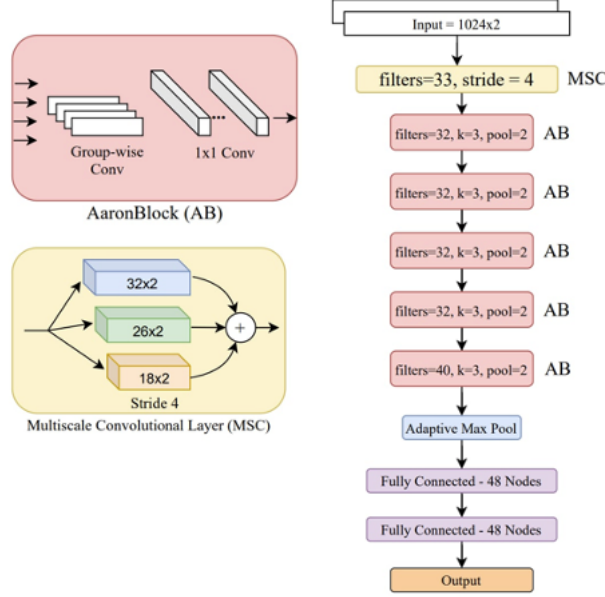 Group-wise
Conv
1x1 Conv
AaronBlock (AB)
32x2
26x2
+
18x2
Stride 4
Multiscale Convolutional Layer (MSC)
Input = 1024x2
filters=33, stride = 4
MSC
filters=32, k=3, pool=2
AB
filters=32, k=3, pool=2
AB
filters=32, k=3, pool=2
AB
filters=32, k=3, pool=2
AB
filters=40, k=3, pool=2
AB
Adaptive Max Pool
Fully Connected - 48 Nodes
Fully Connected - 48 Nodes
Output